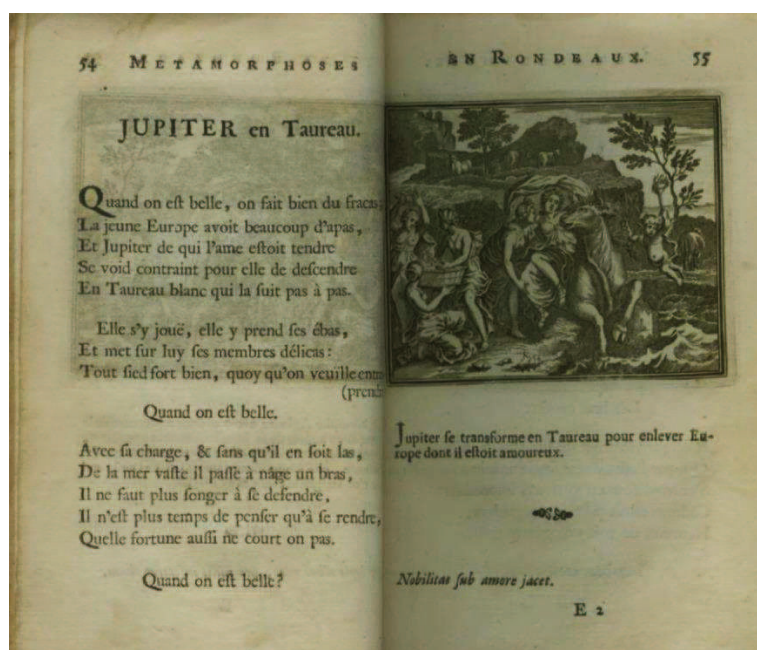 54 METAMORPHOSES
JUPITER en Taureau.
Quand on eſt belle, on fait bien du fracas;
La jeune Europe avoit beaucoup d'apas,
Et Jupiter de qui l'ame eſtoit tendre
Se void contraint pour elle de deſcendre
En Taureau blanc qui la ſuit pas à pas.
Elle s'y jouë, elle y prend ſes ébas,
Et met ſur luy ſes membres délicas:
Tout ſied fort bien, quoy qu'on veuille entre
(prendre
Quand on eſt belle.
Avec ſa charge, & ſans qu'il en ſoit las,
De la mer vaſte il paſſe à nâge un bras,
Il ne faut plus ſonger à ſe defendre,
Il n'eſt plus temps de penſer qu'à ſe rendre,
Quelle fortune auſſi ne court on pas.
Quand on eſt belle?
EN RONDEAUX. 55
Jupiter ſe transforme en Taureau pour enlever Eu-
rope dont il eſtoit amoureux.
Nobilitas ſub amore jacet.
E 2